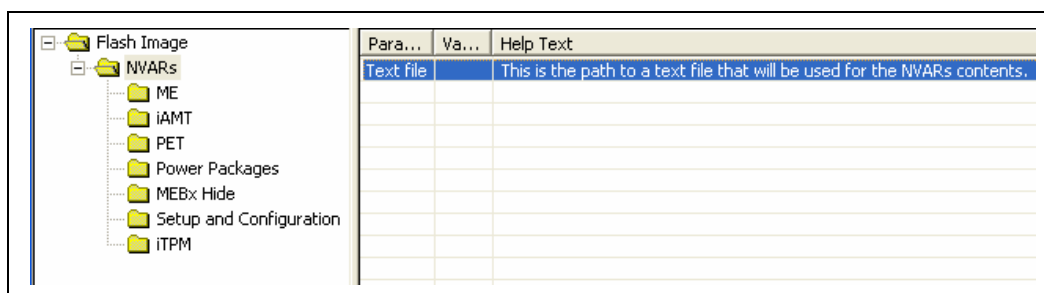 Flash Image
NVARs
ME
iAMT
PET
Power Packages
MEBx Hide
Setup and Configuration
iTPM
Para... Va... Help Text
Text file This is the path to a text file that will be used for the NVARs contents.